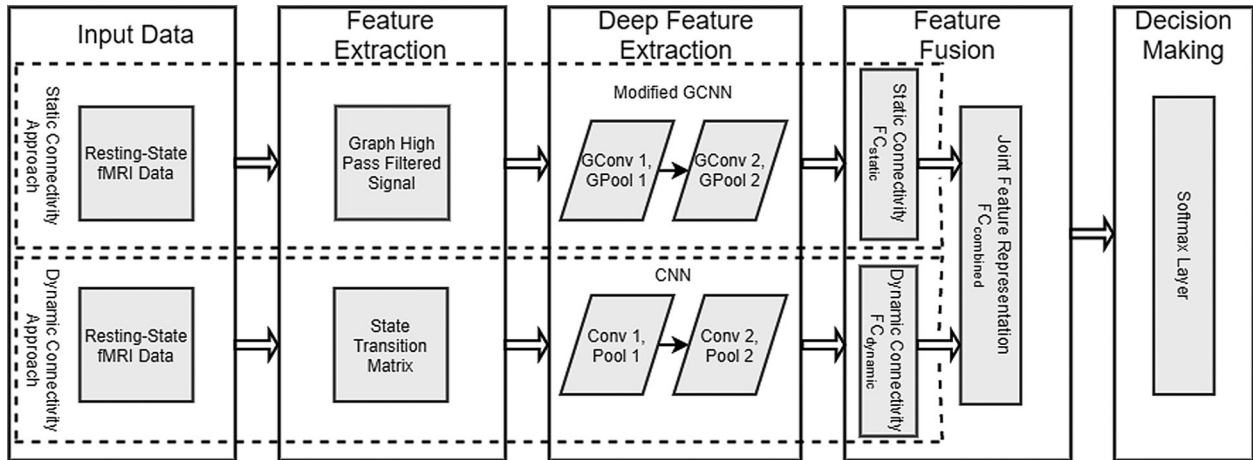 Input Data
Feature
Extraction
Deep Feature
Extraction
Feature
Fusion
Decision
Making
Static Connectivity
Approach
Resting-State
fMRI Data
Graph High
Pass Filtered
Signal
Modified GCNN
GConv 1,
GPool 1
GConv 2,
GPool 2
Static Connectivity
FCstatic
Joint Feature Representation
FCcombined
Softmax Layer
Dynamic Connectivity
Approach
Resting-State
fMRI Data
State
Transition
Matrix
CNN
Conv 1,
Pool 1
Conv 2,
Pool 2
Dynamic Connectivity
FCdynamic